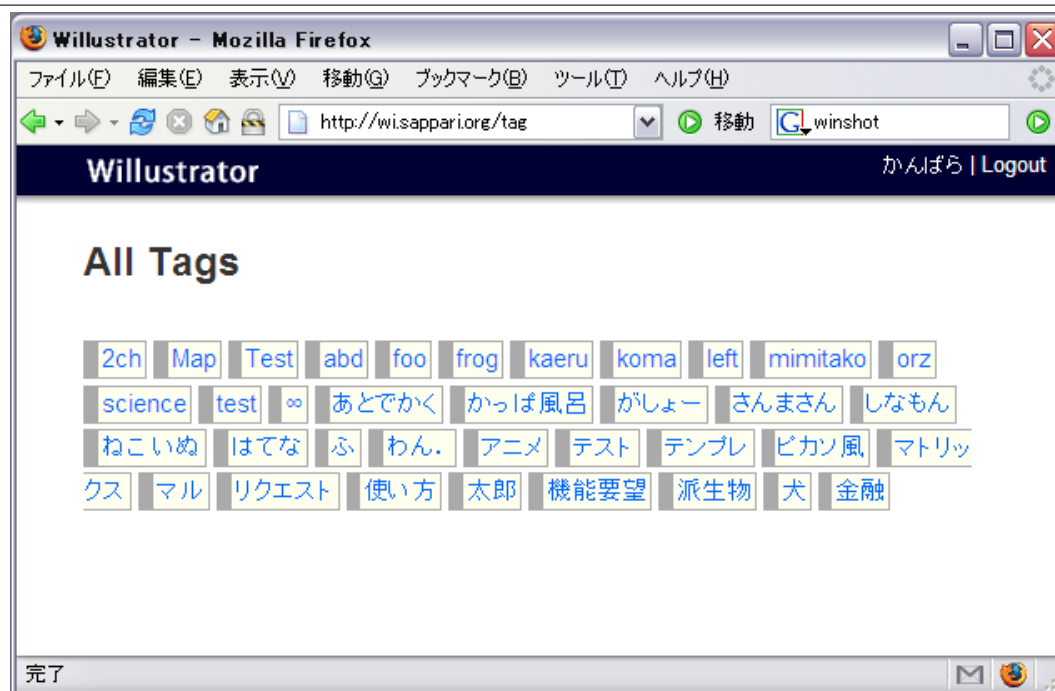 Willustrator - Mozilla Firefox
ファイル(F) 編集(E) 表示(V) 移動(G) ブックマーク(B) ツール(T) ヘルプ(H)
http://wi.sappari.org/tag 移動 G winshot
Willustrator かんばら | Logout
All Tags
2ch Map Test abd foo frog kaeru koma left mimitako orz
science test ∞ あとでかく かっぱ風呂 がしょー さんまさん しなもん
ねこいぬ はてな ふ わん. アニメ テスト テンプレ ピカソ風 マトリッ
クス マル リクエスト 使い方 太郎 機能要望 派生物 犬 金融
完了